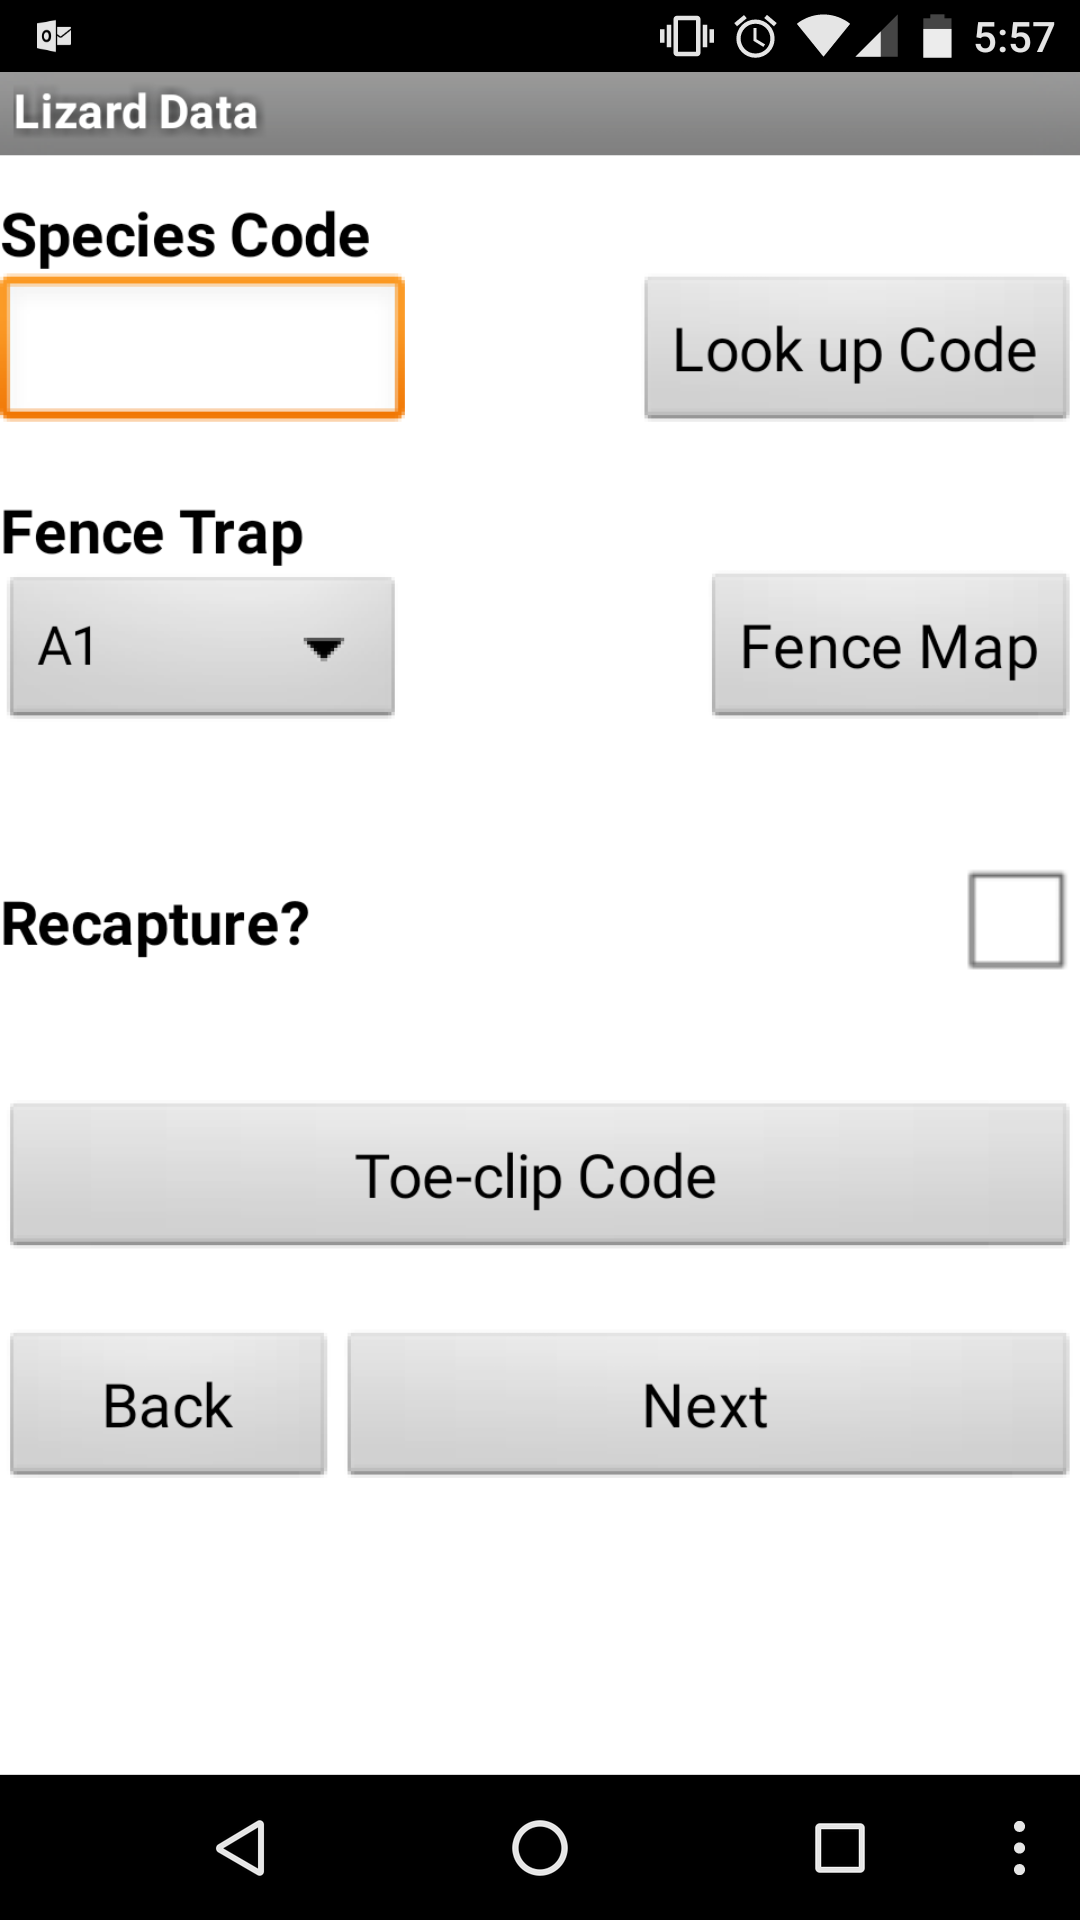 5:57
Lizard Data
Species Code
Look up Code
Fence Trap
A1
Fence Map
Recapture?
Toe-clip Code
Back
Next